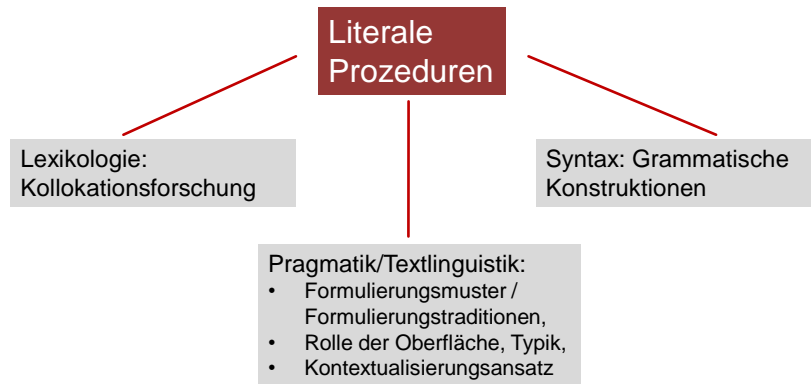 Literale
Prozeduren
Lexikologie:
Kollokationsforschung
Syntax: Grammatische
Konstruktionen
Pragmatik/Textlinguistik:
• Formulierungsmuster /
Formulierungstraditionen,
• Rolle der Oberfläche, Typik,
• Kontextualisierungsansatz